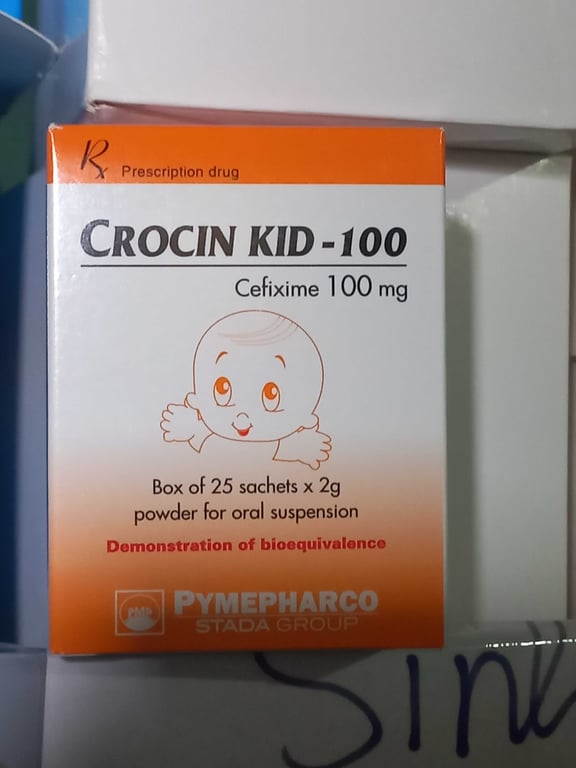 Rx Prescription drug
CROCIN KID - 100
Cefixime 100 mg
Box of 25 sachets x 2g
powder for oral suspension
Demonstration of bioequivalence
PMP PYMEPHARCO
STADA GROUP